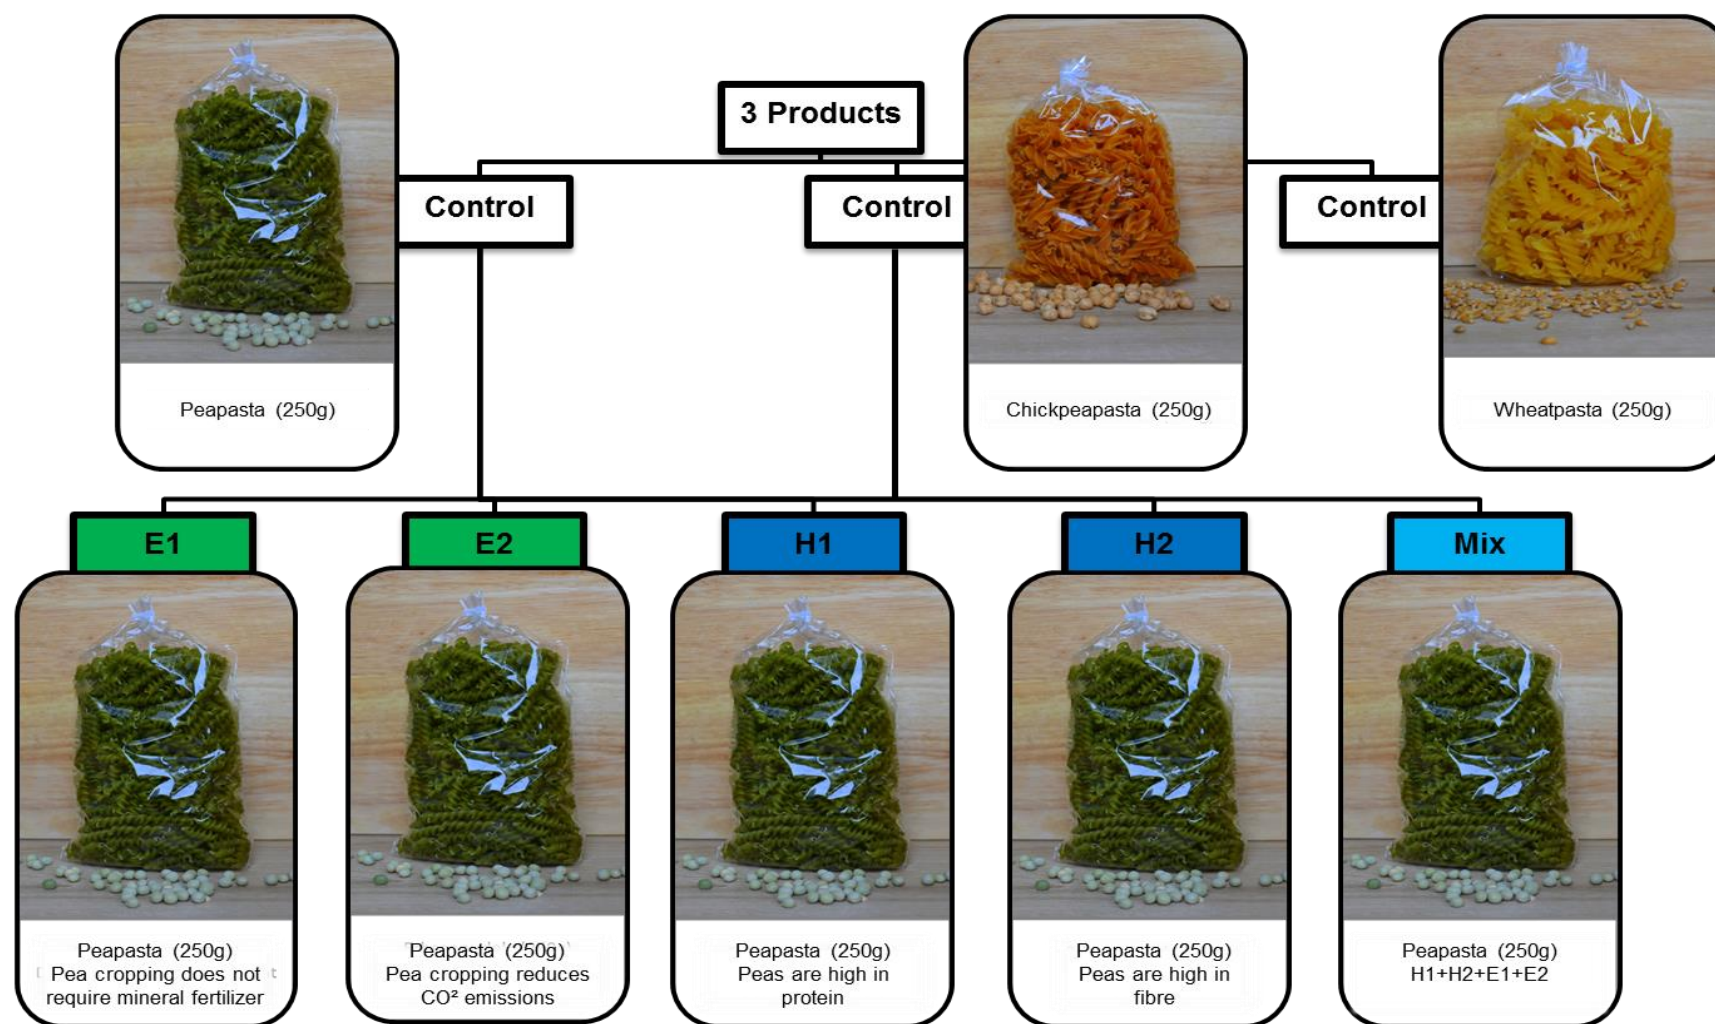 3 Products
Control
Control
Control
Peapasta (250g)
Chickpeapasta (250g)
Wheatpasta (250g)
E1
E2
H1
H2
Mix
Peapasta (250g)
Pea cropping does not
require mineral fertilizer
Peapasta (250g)
Pea cropping reduces
CO² emissions
Peapasta (250g)
Peas are high in
protein
Peapasta (250g)
Peas are high in
fibre
Peapasta (250g)
H1+H2+E1+E2